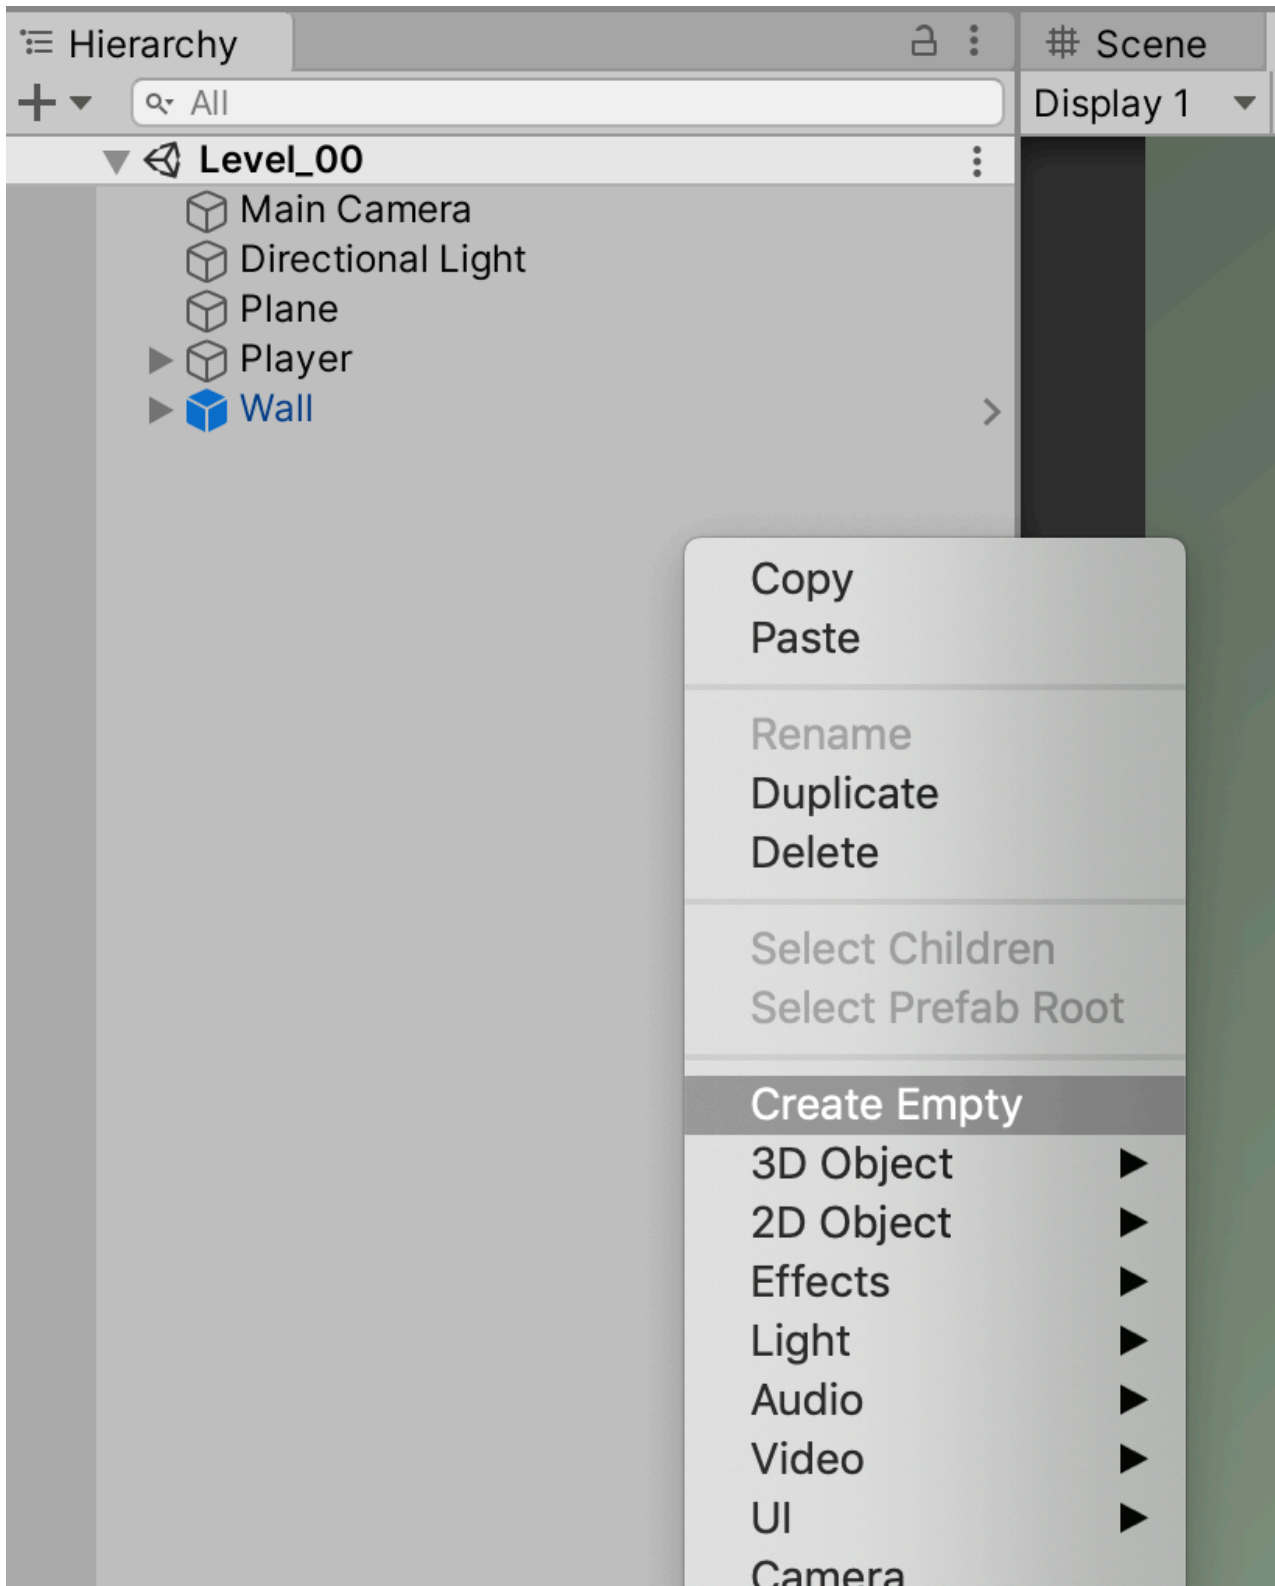 Hierarchy
Scene
All
Display 1
Level_00
Main Camera
Directional Light
Plane
Player
Wall
Copy
Paste
Rename
Duplicate
Delete
Select Children
Select Prefab Root
Create Empty
3D Object
2D Object
Effects
Light
Audio
Video
UI
Camera